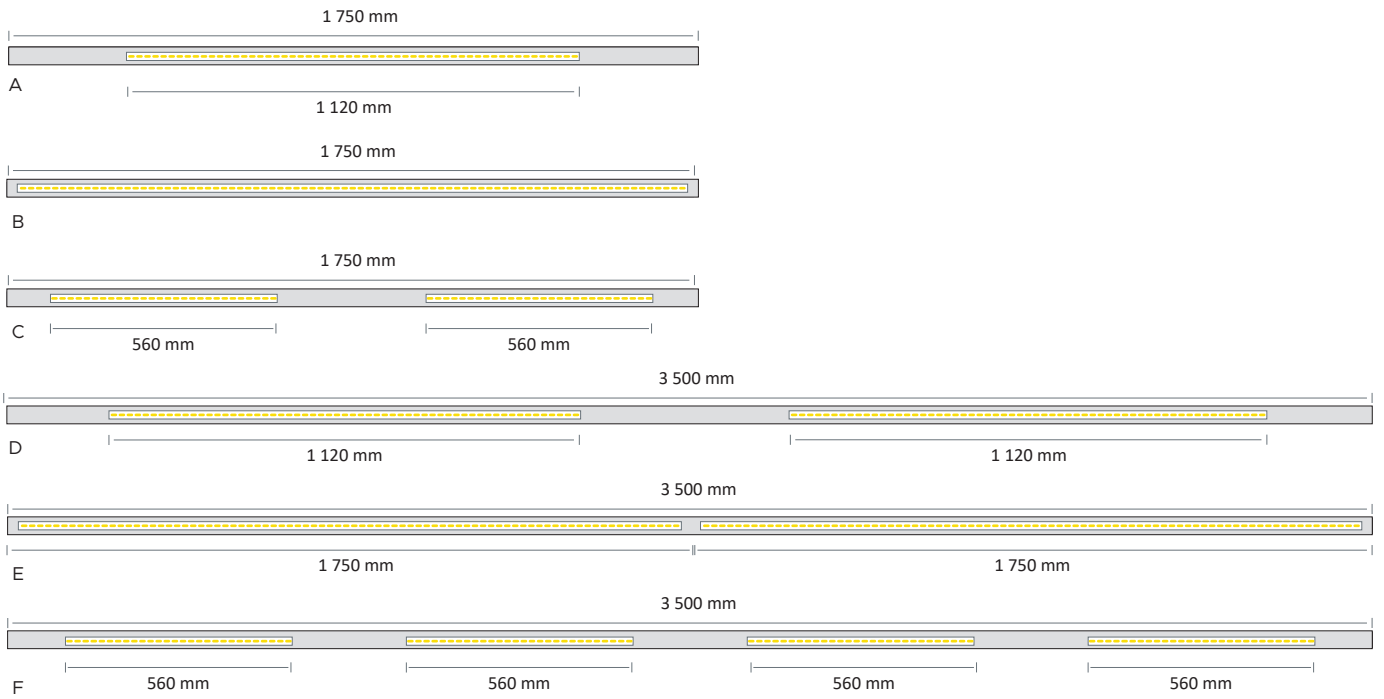 1 750 mm
A
1 120 mm
1 750 mm
B
1 750 mm
C
560 mm 560 mm
3 500 mm
D
1 120 mm 1 120 mm
3 500 mm
1 750 mm 1 750 mm
E
3 500 mm
560 mm 560 mm 560 mm 560 mm
F